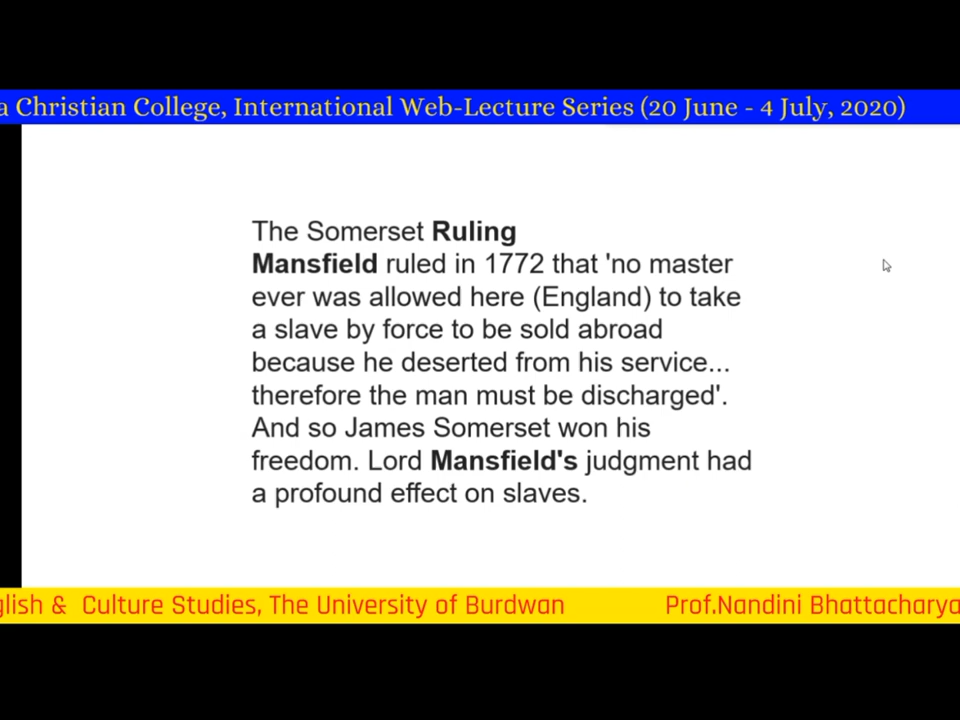 a Christian College, International Web-Lecture Series (20 June - 4 July, 2020)
The Somerset Ruling
Mansfield ruled in 1772 that 'no master
ever was allowed here (England) to take
a slave by force to be sold abroad
because he deserted from his service...
therefore the man must be discharged'.
And so James Somerset won his
freedom. Lord Mansfield's judgment had
a profound effect on slaves.
glish & Culture Studies, The University of Burdwan Prof.Nandini Bhattacharya